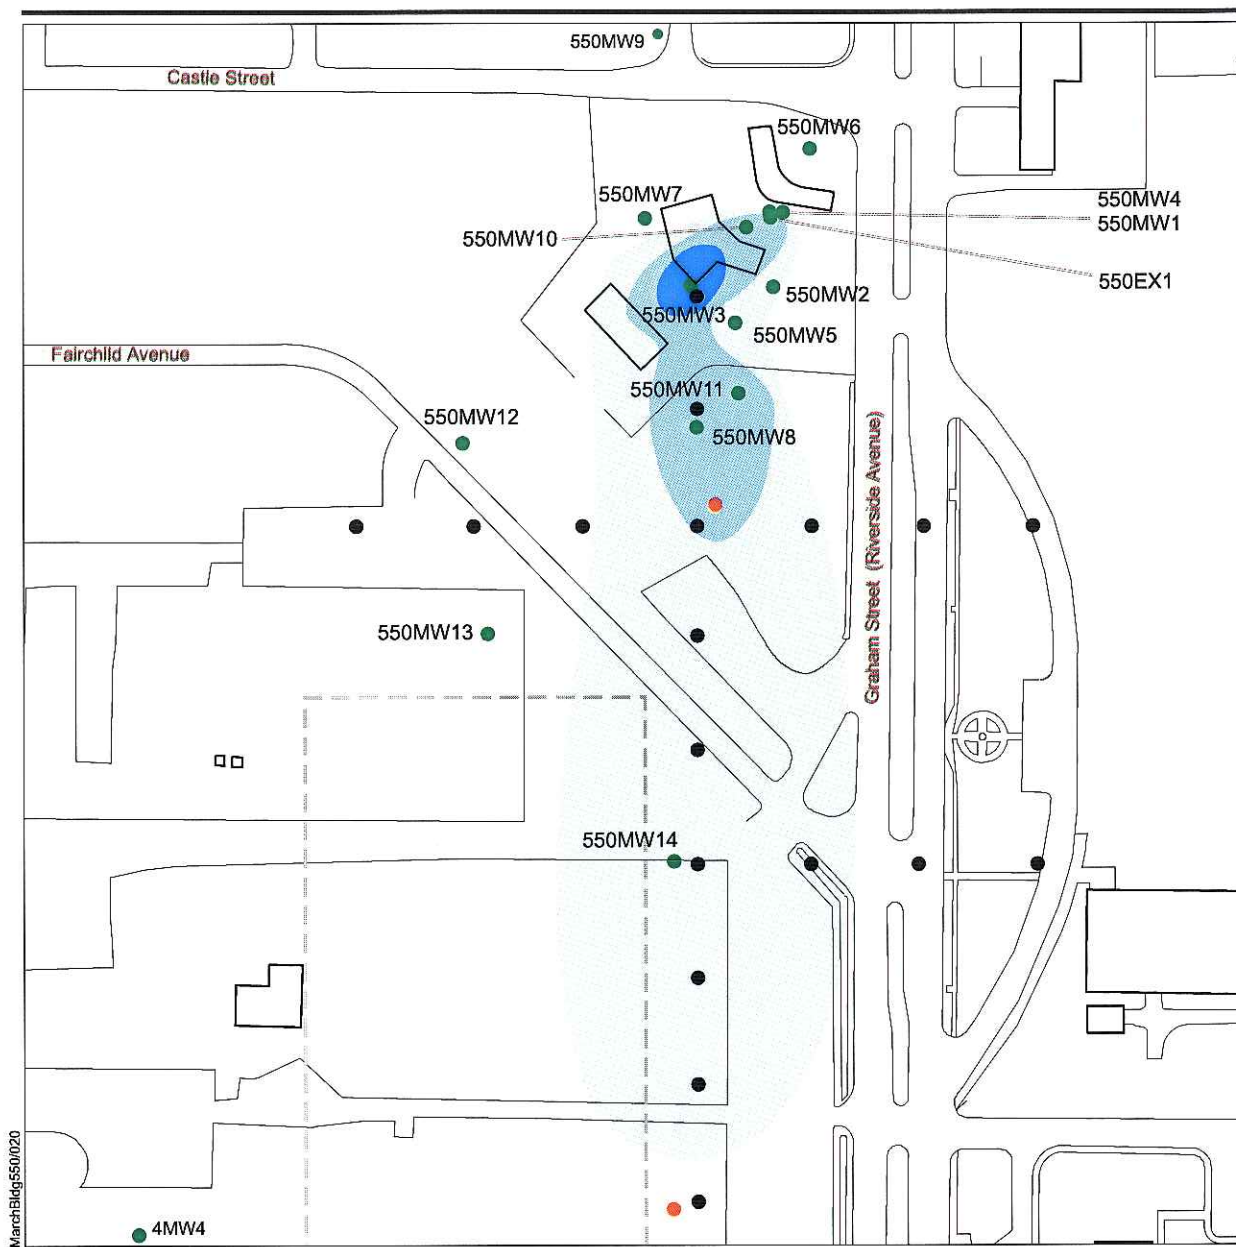 550MW9
Castle Street
550MW6
550MW7
550MW4
550MW1
550MW10
550EX1
550MW2
550MW3
550MW5
Fairchild Avenue
550MW11
550MW12
550MW8
Graham Street (Riverside Avenue)
550MW13
550MW14
4MW4
MarchBldg550/020